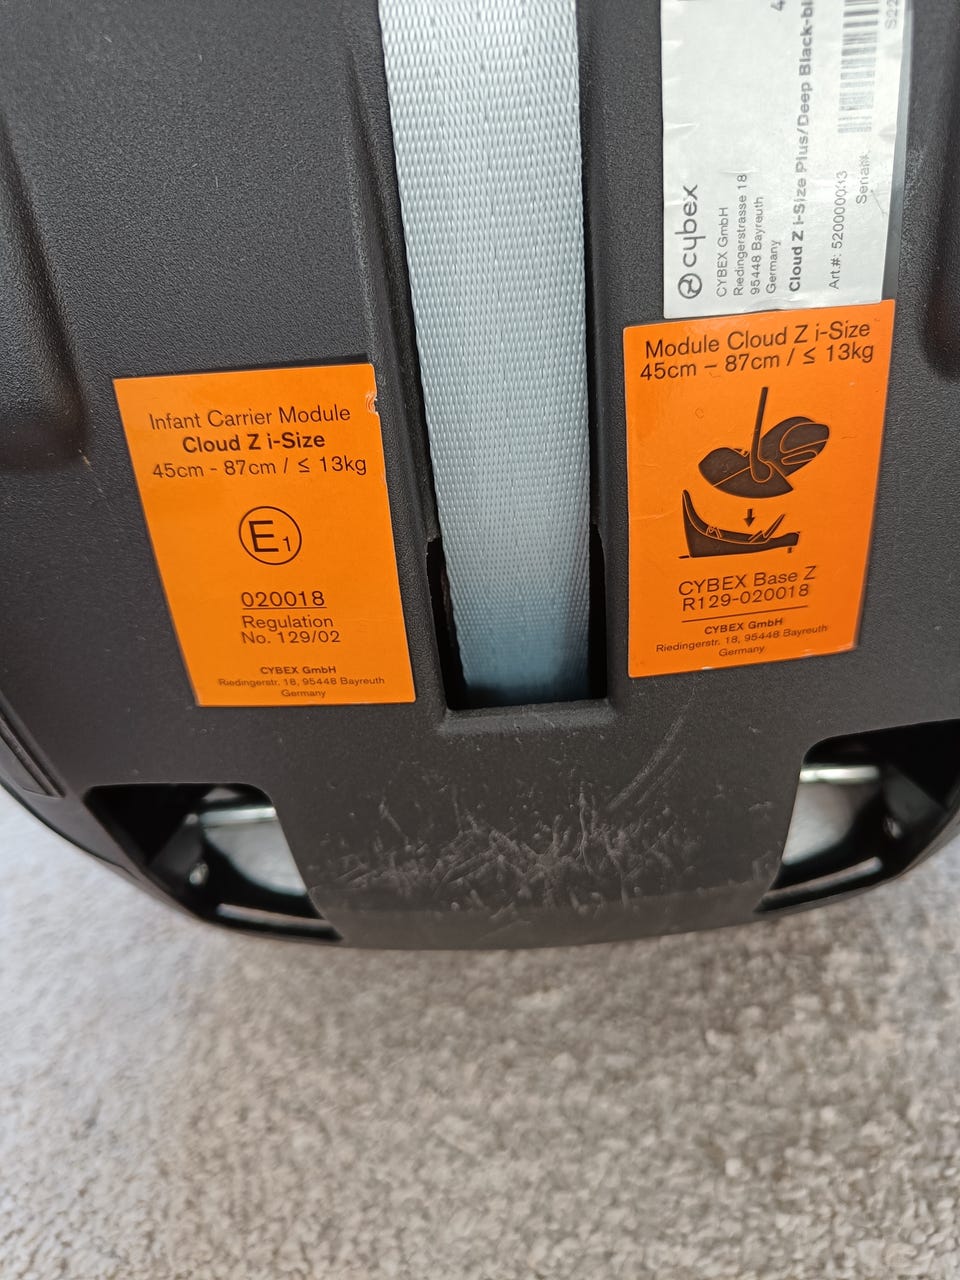 Infant Carrier Module
Cloud Z i-Size
45cm - 87cm / ≤ 13kg
E1
020018
Regulation
No. 129/02
CYBEX GmbH
Riedingerstr. 18, 95448 Bayreuth
Germany
cybex
CYBEX GmbH
Riedingerstrasse 18
95448 Bayreuth
Germany
Cloud Z i-Size Plus/Deep Black-bl
Art.#:
Module Cloud Z i-Size
45cm – 87cm / ≤ 13kg
CYBEX Base Z
R129-020018
CYBEX GmbH
Riedingerstr. 18, 95448 Bayreuth
Germany